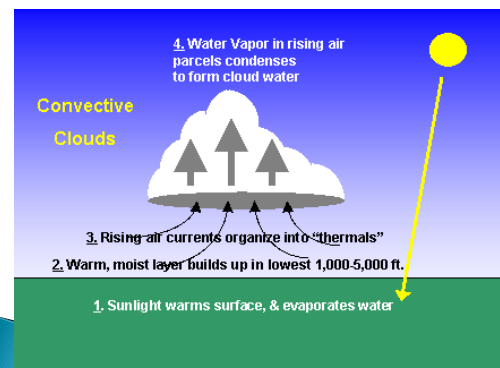 4. Water Vapor in rising air
parcels condenses
to form cloud water
Convective
Clouds
3. Rising air currents organize into "thermals"
2. Warm, moist layer builds up in lowest 1,000-5,000 ft.
1. Sunlight warms surface, & evaporates water